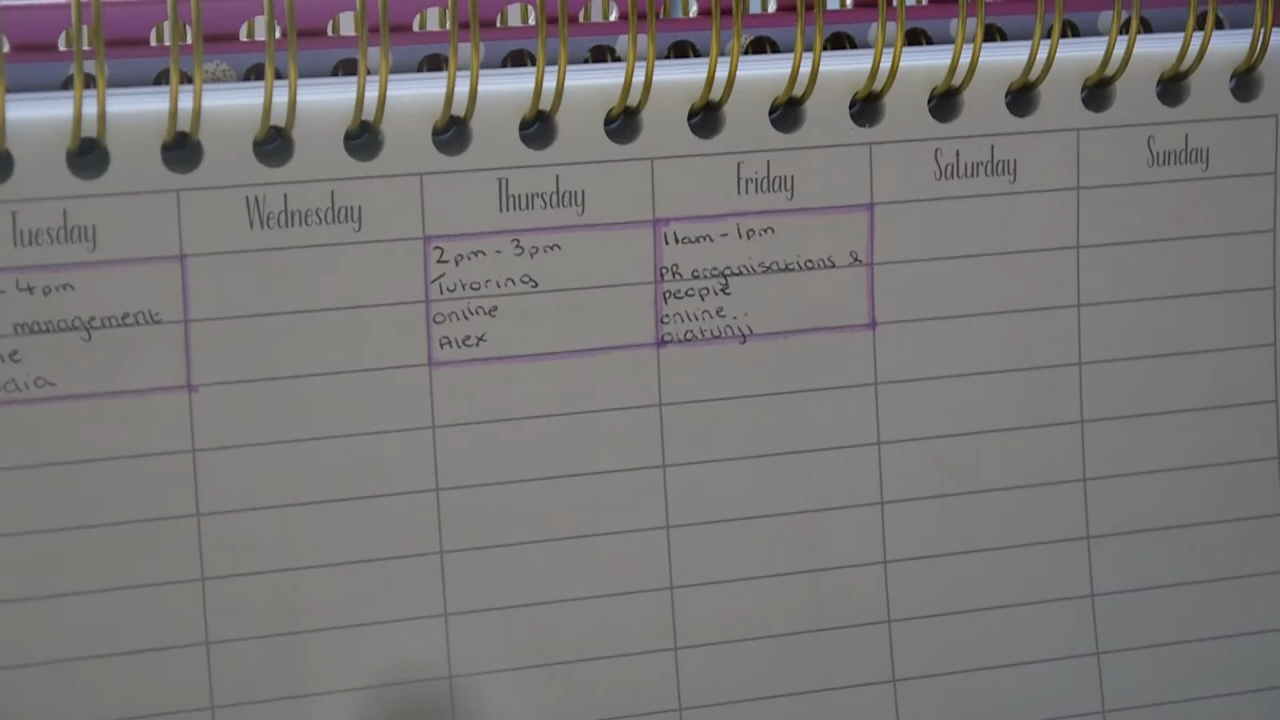 Tuesday
Wednesday
Thursday
Friday
Saturday
Sunday
- 4pm
management
2pm - 3pm
Tutoring
online
Alex
11am - 1pm
PR organisations &
people
online..
olatunji